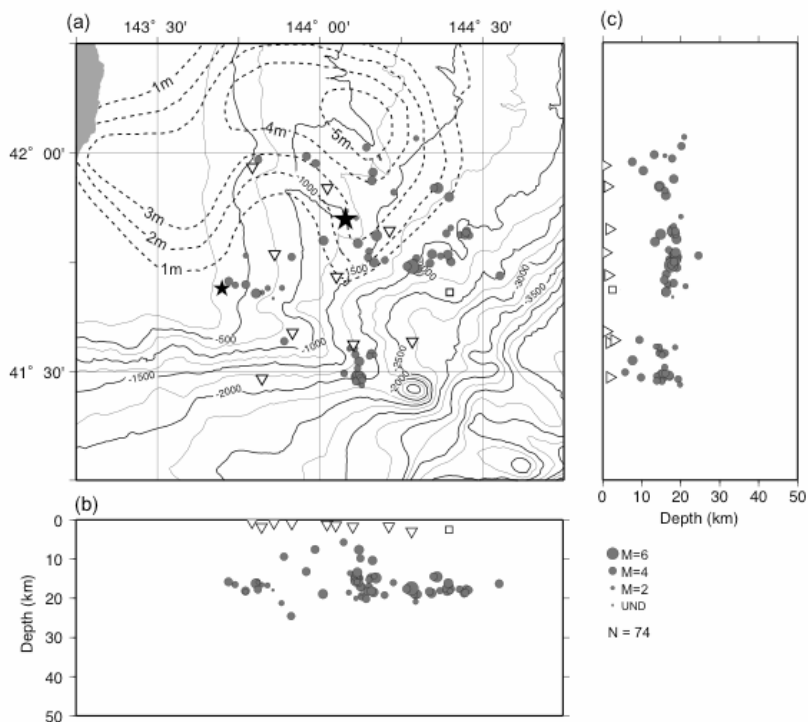 (a)
143° 30'
144° 00'
144° 30'
(c)
1m
4m
5m
42° 00'
-1000
3m
2m
1m
-1500
-3000
-3500
-500
-1000
-2500
41° 30'
-1500
-2000
-2000
0 10 20 30 40 50
Depth (km)
(b)
0
10
20
30
40
50
Depth (km)
M=6
M=4
M=2
UND
N = 74